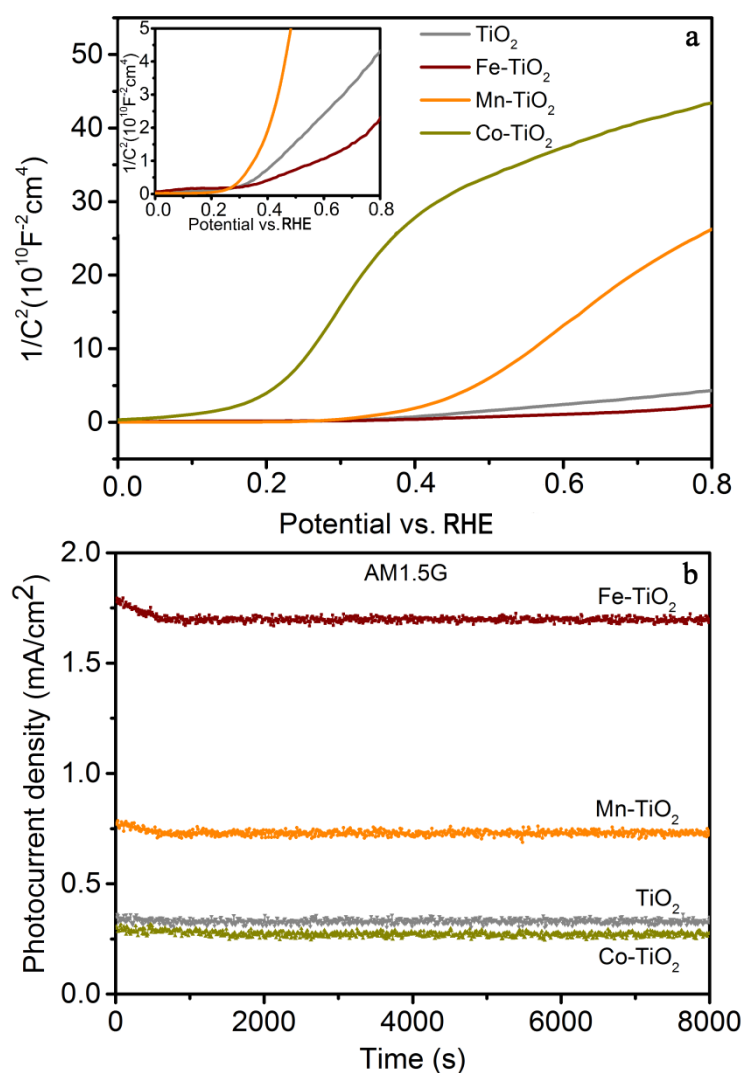 a
55
50
40
30
20
10
0
1/C²(10¹⁰F⁻²cm⁴)
0.0 0.2 0.4 0.6 0.8
Potential vs. RHE
5
4
3
2
1
0
1/C²(10¹⁰F⁻²cm⁴)
0.0 0.2 0.4 0.6 0.8
Potential vs. RHE
TiO₂
Fe-TiO₂
Mn-TiO₂
Co-TiO₂
b
AM1.5G
2.0
1.5
1.0
0.5
0.0
Photocurrent density (mA/cm²)
Fe-TiO₂
Mn-TiO₂
TiO₂
Co-TiO₂
0 2000 4000 6000 8000
Time (s)